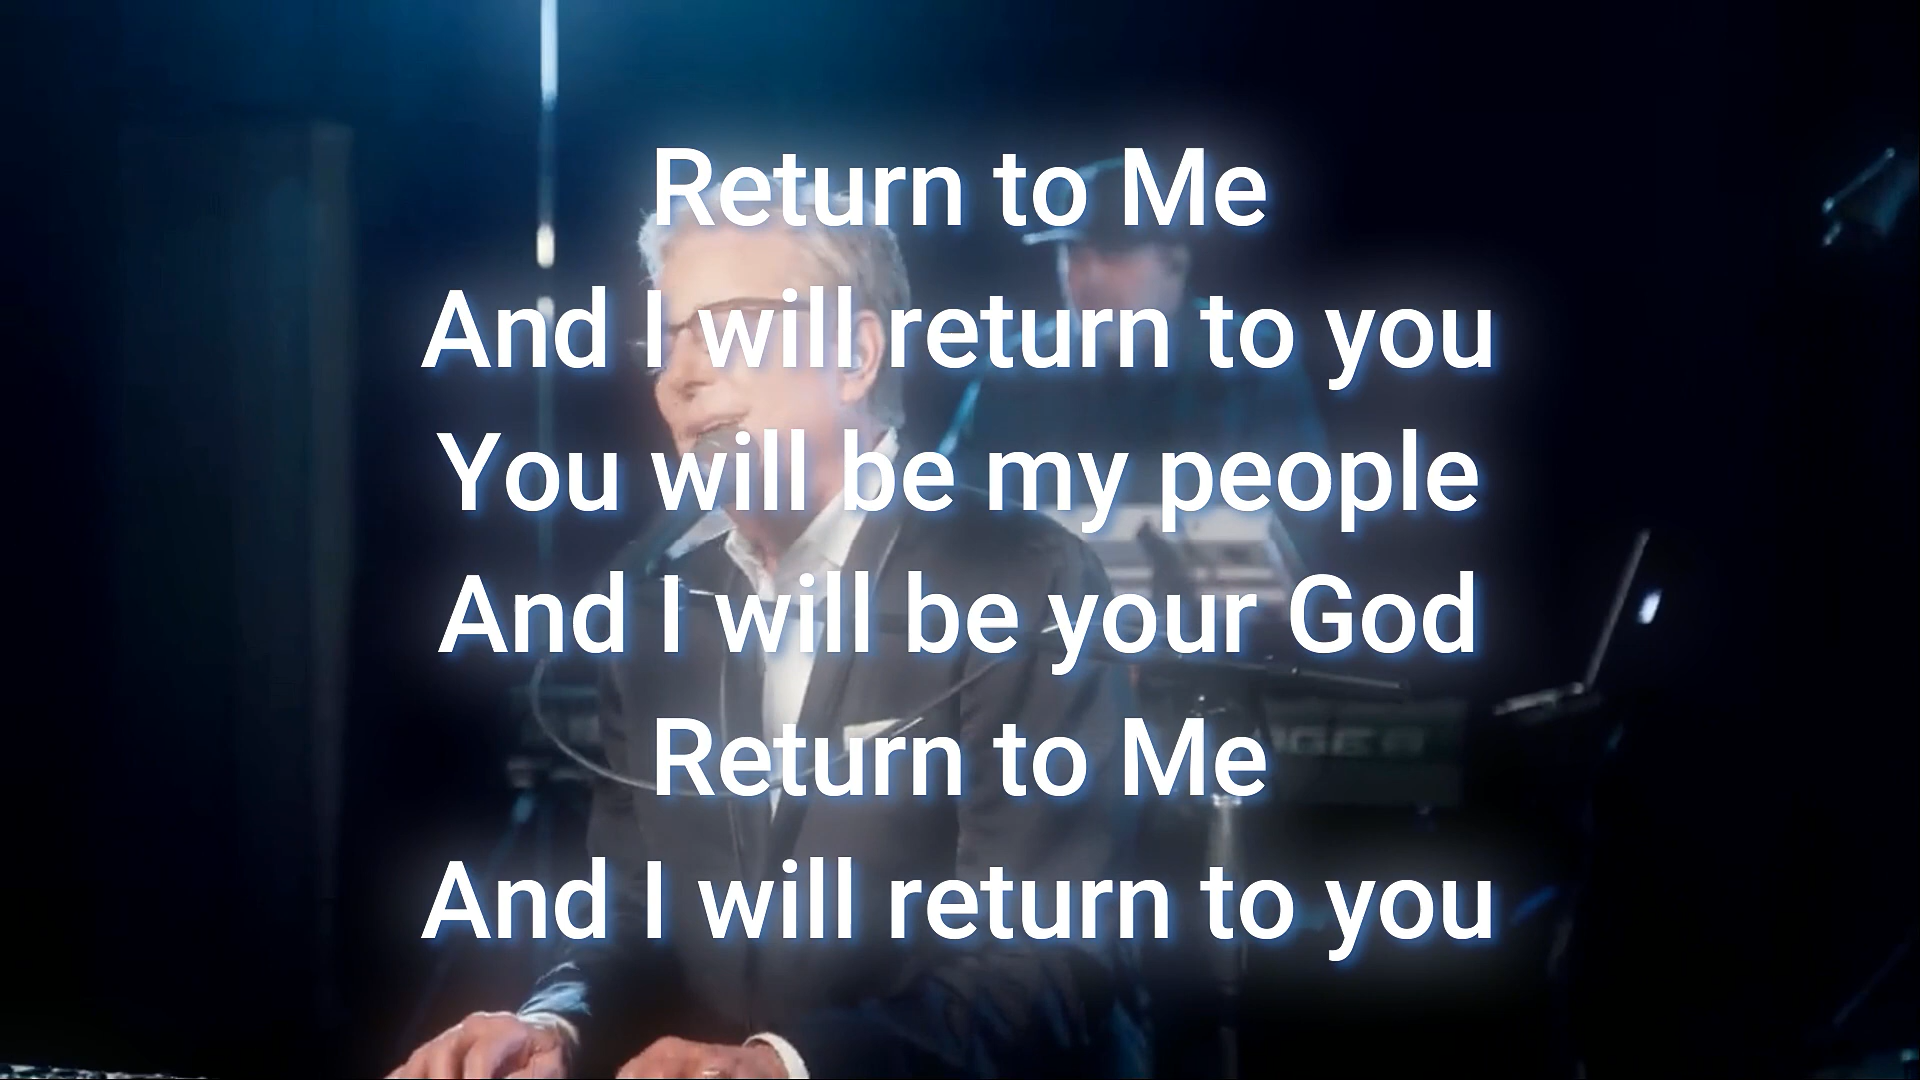 Return to Me
And I will return to you
You will be my people
And I will be your God
Return to Me
And I will return to you